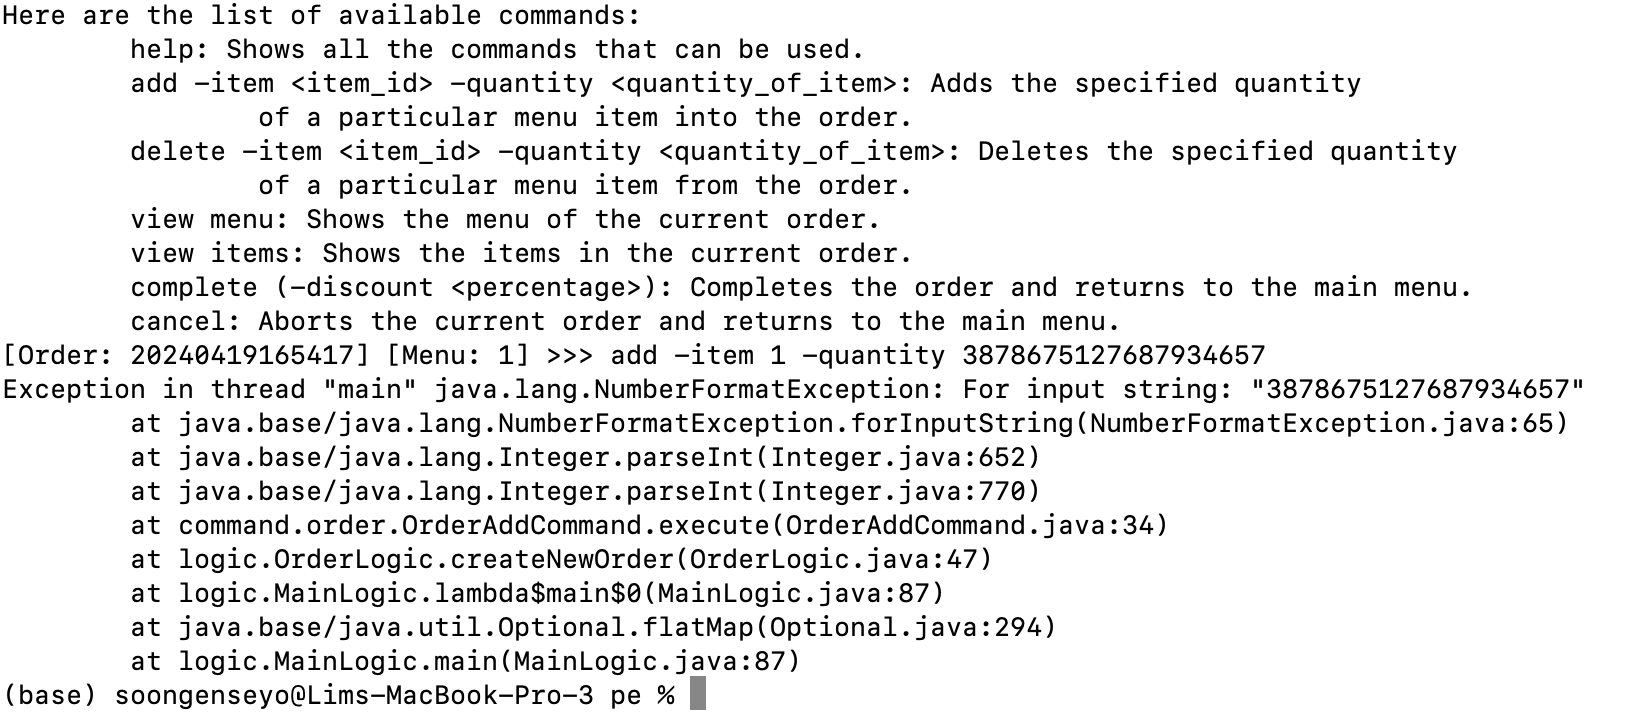 Here are the list of available commands:
help: Shows all the commands that can be used.
add -item <item_id> -quantity <quantity_of_item>: Adds the specified quantity
of a particular menu item into the order.
delete -item <item_id> -quantity <quantity_of_item>: Deletes the specified quantity
of a particular menu item from the order.
view menu: Shows the menu of the current order.
view items: Shows the items in the current order.
complete (-discount <percentage>): Completes the order and returns to the main menu.
cancel: Aborts the current order and returns to the main menu.
[Order: 20240419165417] [Menu: 1] >>> add -item 1 -quantity 3878675127687934657
Exception in thread "main" java.lang.NumberFormatException: For input string: "3878675127687934657"
at java.base/java.lang.NumberFormatException.forInputString(NumberFormatException.java:65)
at java.base/java.lang.Integer.parseInt(Integer.java:652)
at java.base/java.lang.Integer.parseInt(Integer.java:770)
at command.order.OrderAddCommand.execute(OrderAddCommand.java:34)
at logic.OrderLogic.createNewOrder(OrderLogic.java:47)
at logic.MainLogic.lambda$main$0(MainLogic.java:87)
at java.base/java.util.Optional.flatMap(Optional.java:294)
at logic.MainLogic.main(MainLogic.java:87)
(base) soongenseyo@Lims-MacBook-Pro-3 pe %